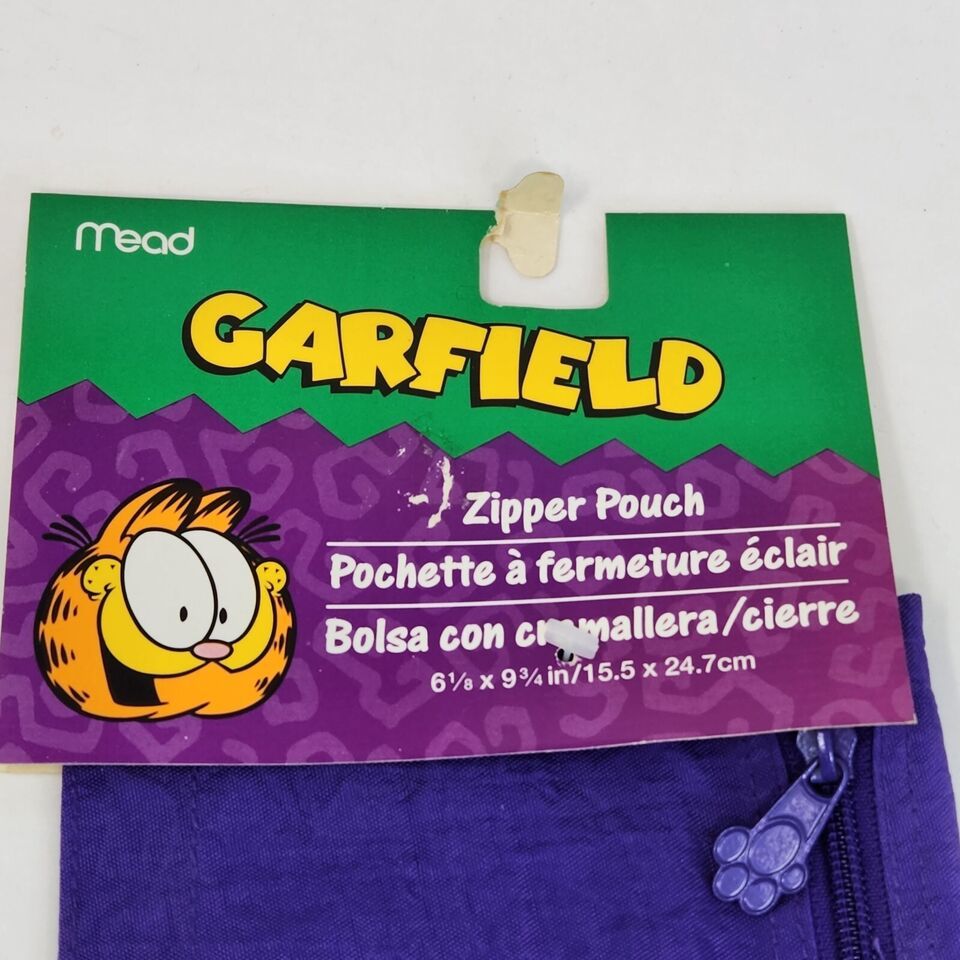 Mead
GARFIELD
Zipper Pouch
Pochette à fermeture éclair
Bolsa con cremallera/cierre
6⅛ x 9¾ in/15.5 x 24.7cm